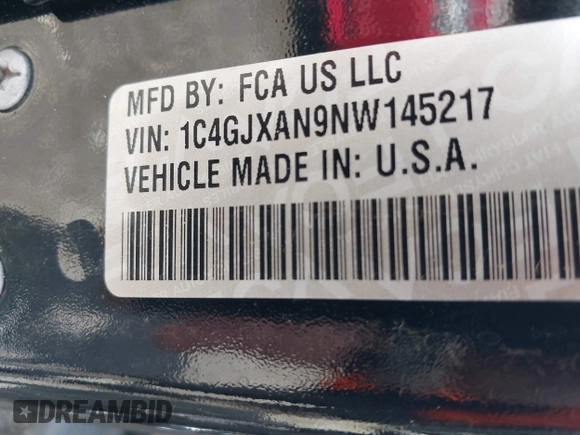 MFD BY: FCA US LLC
VIN: 1C4GJXAN9NW145217
VEHICLE MADE IN: U.S.A.
DREAMBID